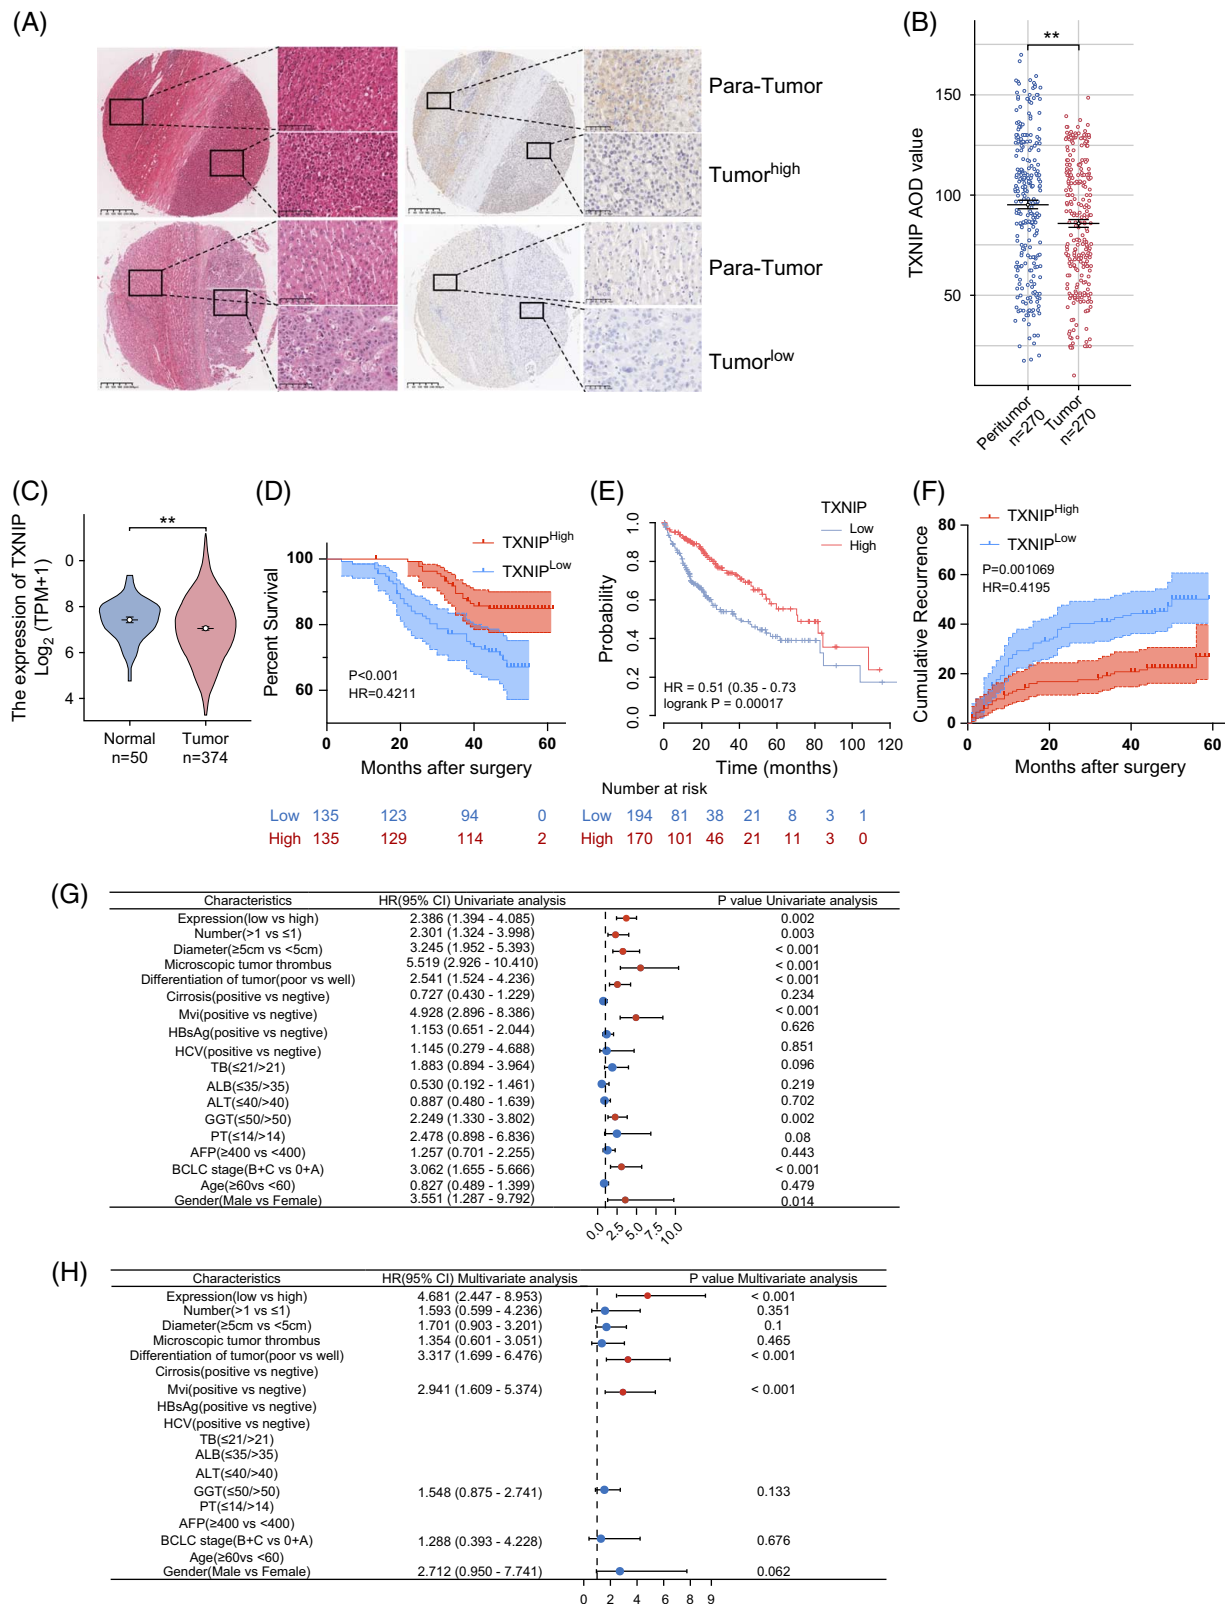 (A)
Para-Tumor
Tumorhigh
Para-Tumor
Tumorlow
(B)
**
TXNIP AOD value
150
100
50
Peritumor
n=270
Tumor
n=270
(C)
The expression of TXNIP
Log2 (TPM+1)
**
0
8
6
4
Normal
n=50
Tumor
n=374
(D)
Percent Survival
TXNIPHigh
TXNIPLow
100
80
60
P<0.001
HR=0.4211
0 20 40 60
Months after surgery
(E)
TXNIP
Low
High
Probability
1.0
0.8
0.6
0.4
0.2
0.0
HR = 0.51 (0.35 - 0.73
logrank P = 0.00017
0 20 40 60 80 100 120
Time (months)
(F)
Cumulative Recurrence
TXNIPHigh
TXNIPLow
P=0.001069
HR=0.4195
80
60
40
20
0
0 20 40 60
Months after surgery
Number at risk
Low 135 123 94 0 Low 194 81 38 21 8 3 1
High 135 129 114 2 High 170 101 46 21 11 3 0
(G)
Characteristics HR(95% CI) Univariate analysis P value Univariate analysis
Expression(low vs high) 2.386 (1.394 - 4.085) 0.002
Number(>1 vs ≤1) 2.301 (1.324 - 3.998) 0.003
Diameter(≥5cm vs <5cm) 3.245 (1.952 - 5.393) < 0.001
Microscopic tumor thrombus 5.519 (2.926 - 10.410) < 0.001
Differentiation of tumor(poor vs well) 2.541 (1.524 - 4.236) < 0.001
Cirrosis(positive vs negtive) 0.727 (0.430 - 1.229) 0.234
Mvi(positive vs negtive) 4.928 (2.896 - 8.386) < 0.001
HBsAg(positive vs negtive) 1.153 (0.651 - 2.044) 0.626
HCV(positive vs negtive) 1.145 (0.279 - 4.688) 0.851
TB(≤21/>21) 1.883 (0.894 - 3.964) 0.096
ALB(≤35/>35) 0.530 (0.192 - 1.461) 0.219
ALT(≤40/>40) 0.887 (0.480 - 1.639) 0.702
GGT(≤50/>50) 2.249 (1.330 - 3.802) 0.002
PT(≤14/>14) 2.478 (0.898 - 6.836) 0.08
AFP(≥400 vs <400) 1.257 (0.701 - 2.255) 0.443
BCLC stage(B+C vs 0+A) 3.062 (1.655 - 5.666) < 0.001
Age(≥60vs <60) 0.827 (0.489 - 1.399) 0.479
Gender(Male vs Female) 3.551 (1.287 - 9.792) 0.014
0.0 2.5 5.0 7.5 10.0
(H)
Characteristics HR(95% CI) Multivariate analysis P value Multivariate analysis
Expression(low vs high) 4.681 (2.447 - 8.953) < 0.001
Number(>1 vs ≤1) 1.593 (0.599 - 4.236) 0.351
Diameter(≥5cm vs <5cm) 1.701 (0.903 - 3.201) 0.1
Microscopic tumor thrombus 1.354 (0.601 - 3.051) 0.465
Differentiation of tumor(poor vs well) 3.317 (1.699 - 6.476) < 0.001
Cirrosis(positive vs negtive)
Mvi(positive vs negtive) 2.941 (1.609 - 5.374) < 0.001
HBsAg(positive vs negtive)
HCV(positive vs negtive)
TB(≤21/>21)
ALB(≤35/>35)
ALT(≤40/>40)
GGT(≤50/>50) 1.548 (0.875 - 2.741) 0.133
PT(≤14/>14)
AFP(≥400 vs <400)
BCLC stage(B+C vs 0+A) 1.288 (0.393 - 4.228) 0.676
Age(≥60vs <60)
Gender(Male vs Female) 2.712 (0.950 - 7.741) 0.062
0 2 4 6 8 9